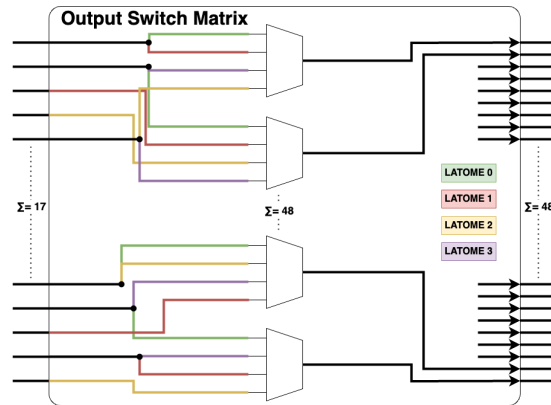 Output Switch Matrix
LATOME 0
LATOME 1
LATOME 2
LATOME 3
Σ= 17
Σ= 48
Σ= 48